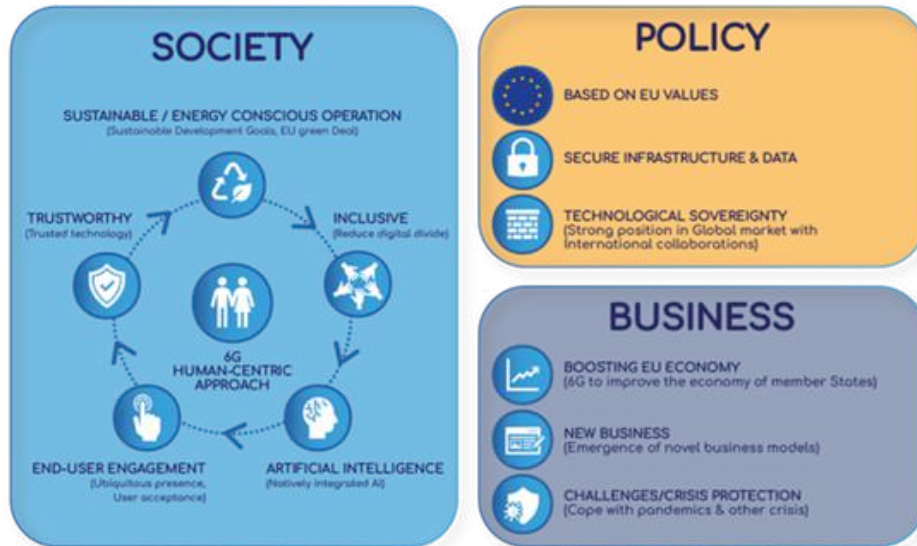 SOCIETY
SUSTAINABLE / ENERGY CONSCIOUS OPERATION
(Sustainable Development Goals, EU green Deal)
TRUSTWORTHY
(Trusted technology)
INCLUSIVE
(Reduce digital divide)
6G
HUMAN-CENTRIC
APPROACH
END-USER ENGAGEMENT
(Ubiquitous presence,
User acceptance)
ARTIFICIAL INTELLIGENCE
(Natively integrated AI)
POLICY
BASED ON EU VALUES
SECURE INFRASTRUCTURE & DATA
TECHNOLOGICAL SOVEREIGNTY
(Strong position in Global market with
International collaborations)
BUSINESS
BOOSTING EU ECONOMY
(6G to improve the economy of member States)
NEW BUSINESS
(Emergence of novel business models)
CHALLENGES/CRISIS PROTECTION
(Cope with pandemics & other crisis)